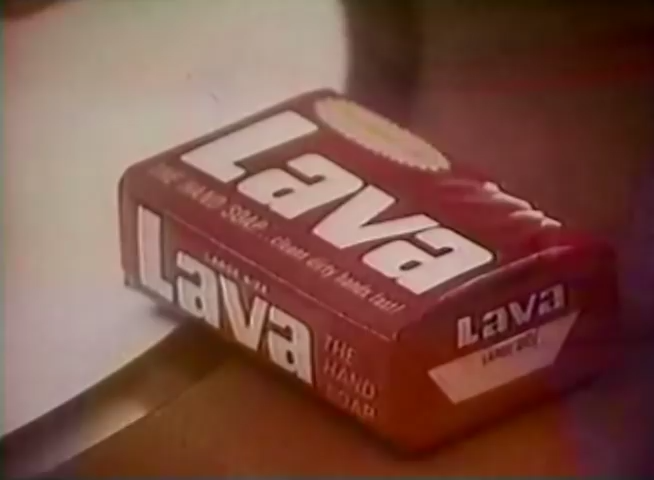 Lava
THE HAND SOAP...cleans dirty hands fast!
LARGE SIZE
Lava
THE
HAND
SOAP
Lava
LARGE SIZE